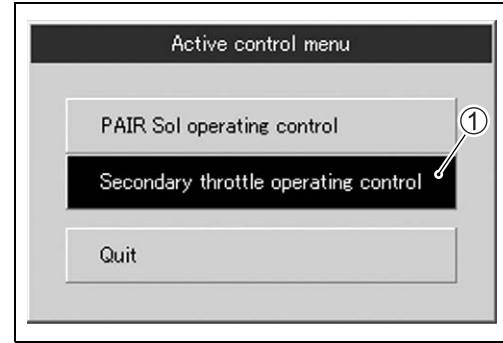 Active control menu
PAIR Sol operating control
1
Secondary throttle operating control
Quit